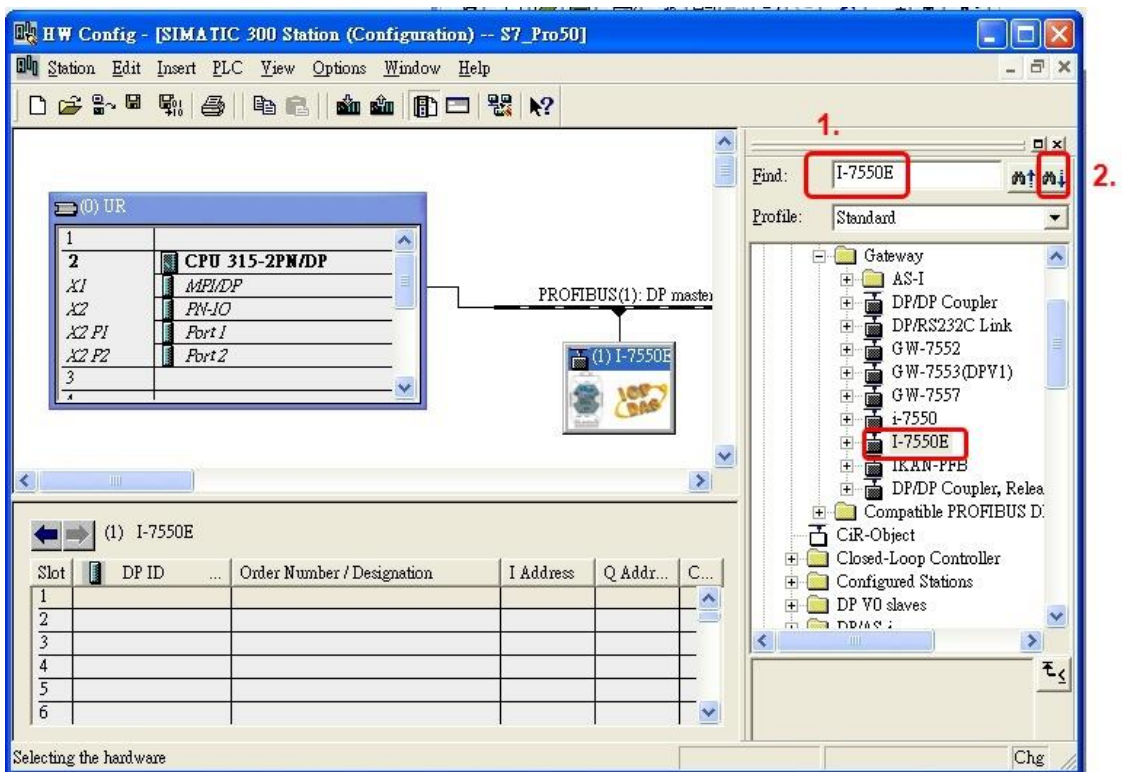 HW Config - [SIMATIC 300 Station (Configuration) -- S7_Pro50]
Station Edit Insert PLC View Options Window Help
1.
Find: I-7550E
2.
Profile: Standard
(0) UR
1
2 CPU 315-2PN/DP
X1 MPI/DP
X2 PN-IO
X2 P1 Port 1
X2 P2 Port 2
3
PROFIBUS(1): DP master
(1) I-7550E
ICP
DAS
Gateway
AS-I
DP/DP Coupler
DP/RS232C Link
GW-7552
GW-7553(DPV1)
GW-7557
i-7550
I-7550E
IKAN-PFB
DP/DP Coupler, Relea
Compatible PROFIBUS D
CiR-Object
Closed-Loop Controller
Configured Stations
DP V0 slaves
DP/AS-i
(1) I-7550E
Slot DP ID ... Order Number / Designation I Address Q Addr... C...
1
2
3
4
5
6
Selecting the hardware
Chg